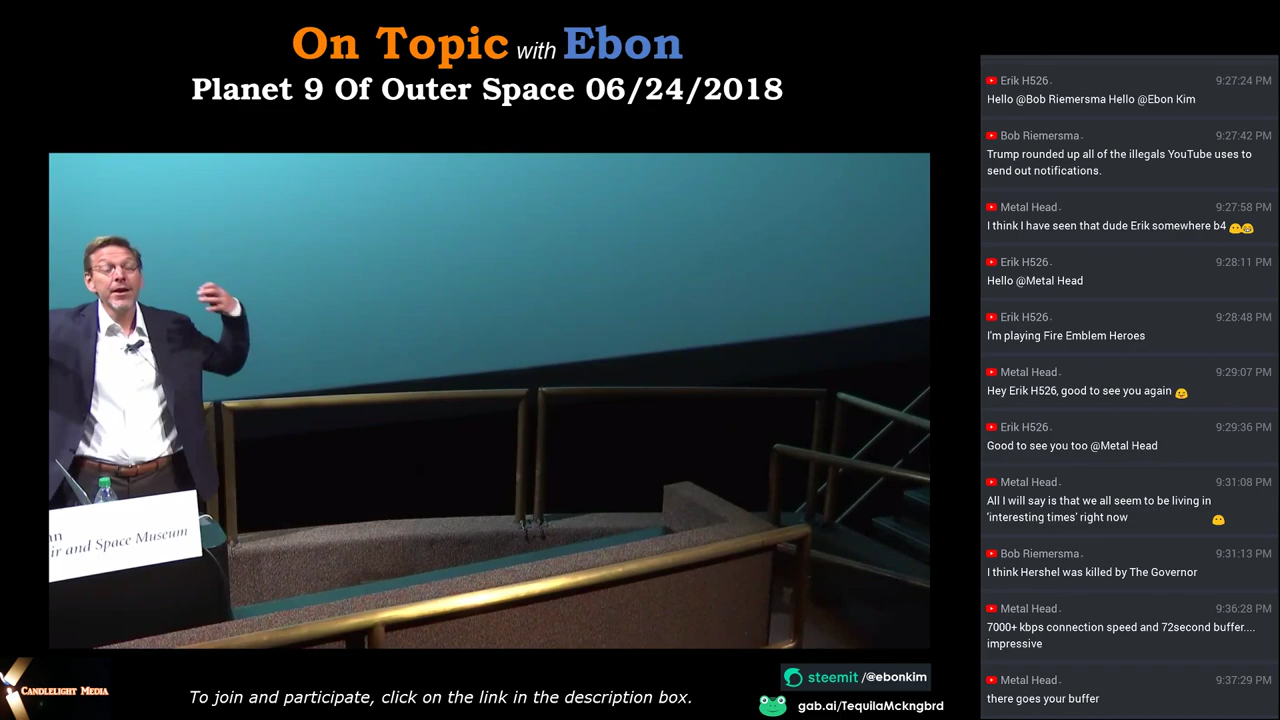 On Topic with Ebon
Planet 9 Of Outer Space 06/24/2018
an
ir and Space Museum
CANDLELIGHT MEDIA
To join and participate, click on the link in the description box.
steemit /@ebonkim
gab.ai/TequilaMckngbrd
Erik H526 9:27:24 PM
Hello @Bob Riemersma Hello @Ebon Kim
Bob Riemersma 9:27:42 PM
Trump rounded up all of the illegals YouTube uses to
send out notifications.
Metal Head 9:27:58 PM
I think I have seen that dude Erik somewhere b4
Erik H526 9:28:11 PM
Hello @Metal Head
Erik H526 9:28:48 PM
I'm playing Fire Emblem Heroes
Metal Head 9:29:07 PM
Hey Erik H526, good to see you again
Erik H526 9:29:36 PM
Good to see you too @Metal Head
Metal Head 9:31:08 PM
All I will say is that we all seem to be living in
'interesting times' right now
Bob Riemersma 9:31:13 PM
I think Hershel was killed by The Governor
Metal Head 9:36:28 PM
7000+ kbps connection speed and 72second buffer....
impressive
Metal Head 9:37:29 PM
there goes your buffer